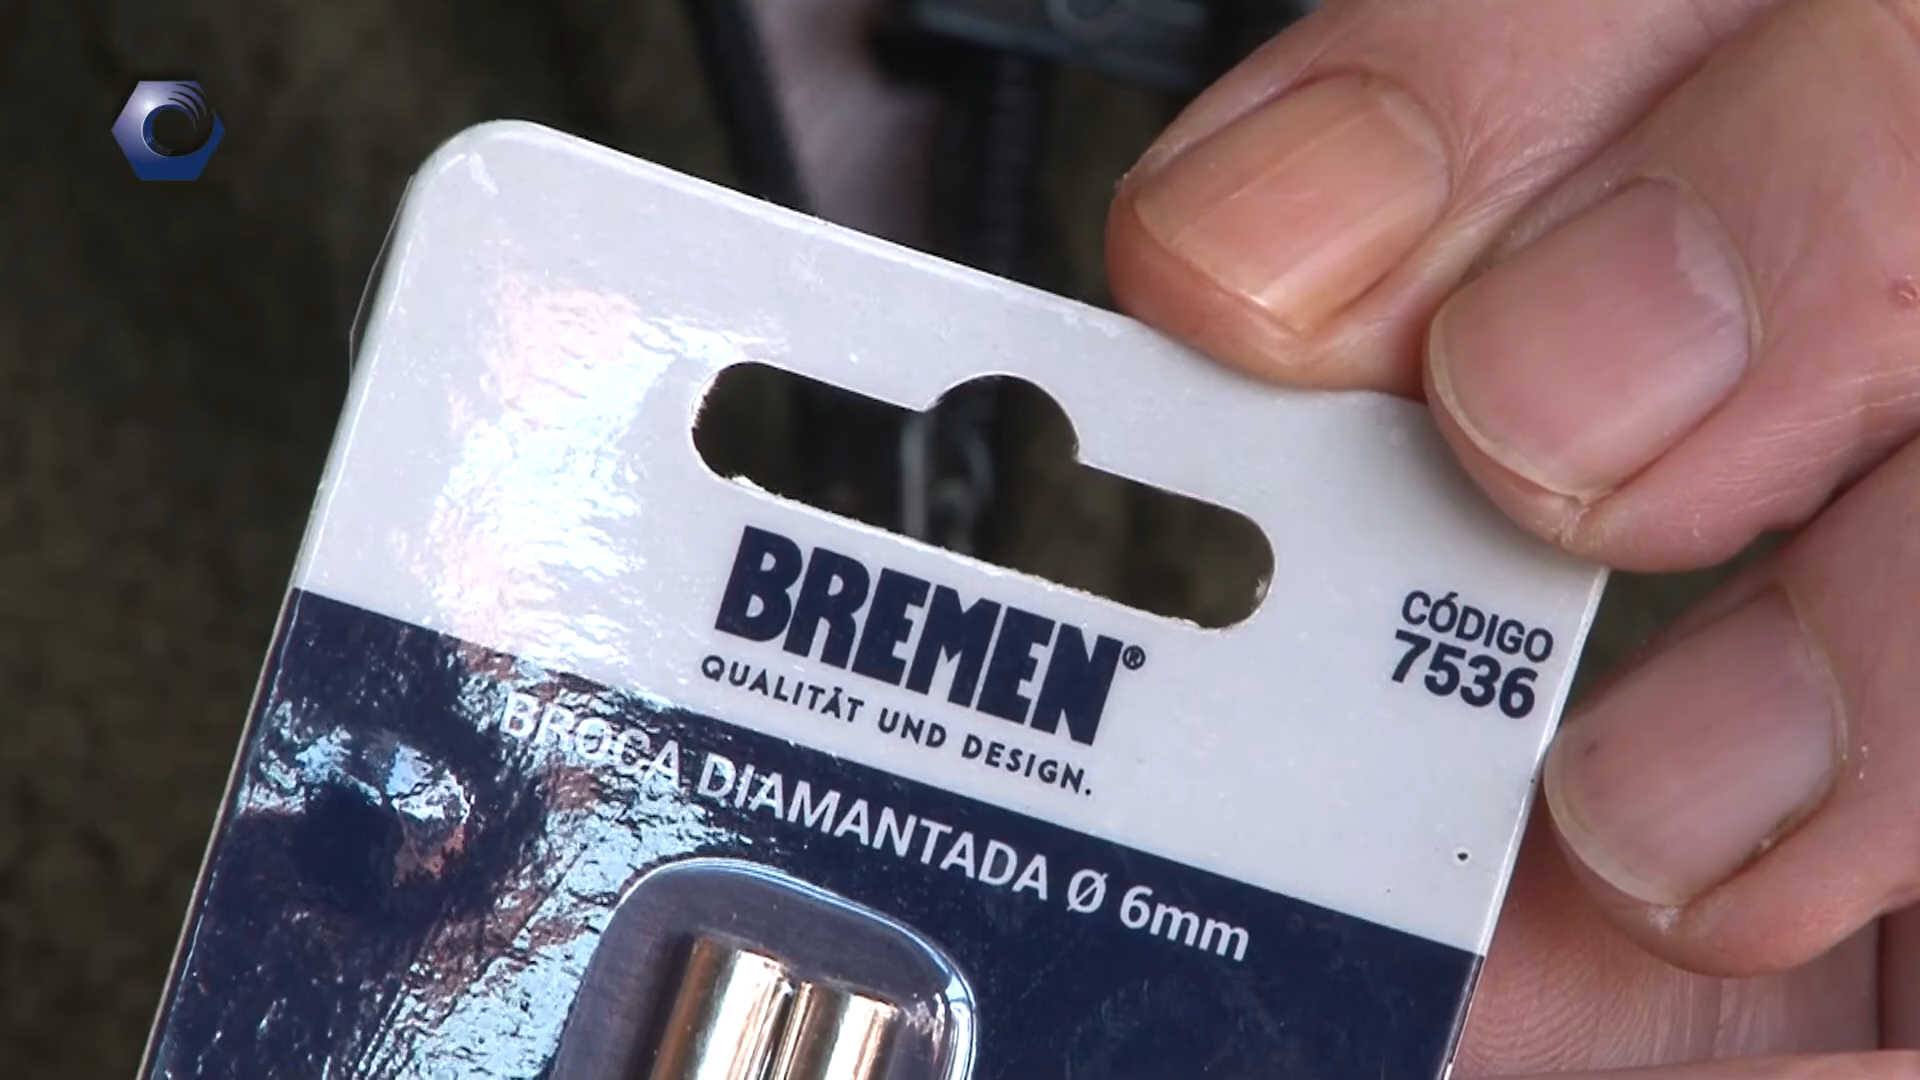 BREMEN®
QUALITÄT UND DESIGN.
CÓDIGO
7536
BROCA DIAMANTADA Ø 6mm